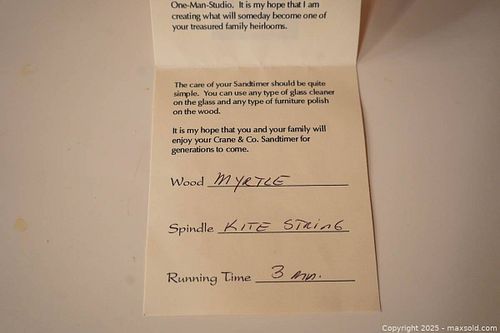 One-Man-Studio. It is my hope that I am
creating what will someday become one of
your treasured family heirlooms.
The care of your Sandtimer should be quite
simple. You can use any type of glass cleaner
on the glass and any type of furniture polish
on the wood.
It is my hope that you and your family will
enjoy your Crane & Co. Sandtimer for
generations to come.
Wood MYRTLE
Spindle KITE STRING
Running Time 3 mn.
Copyright © 2025 - maxsold.com